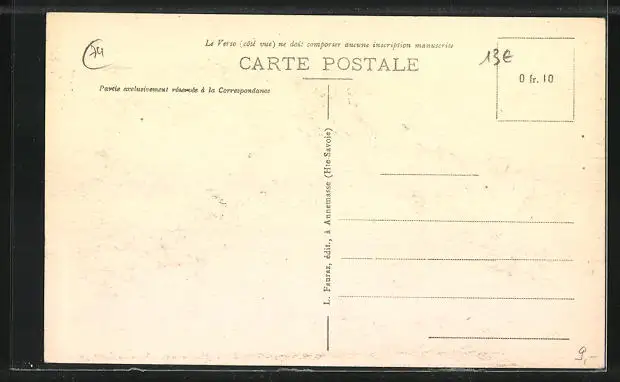 74
Le Verso (côté vue) ne doit comporter aucune inscription manuscrite
CARTE POSTALE
13€
0 fr. 10
Partie exclusivement réservée à la Correspondance
L. Fauraz, édit., à Annemasse (Hte-Savoie)
9,-